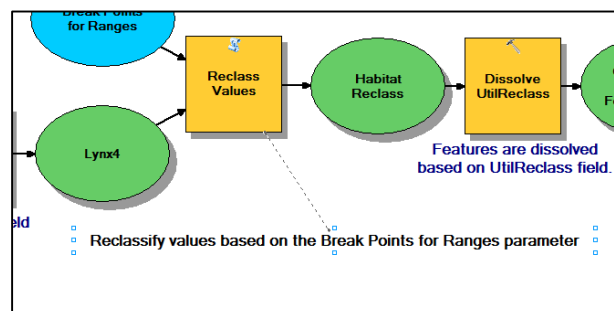 Break Points
for Ranges
Reclass
Values
Habitat
Reclass
Dissolve
UtilReclass
Lynx4
Features are dissolved
based on UtilReclass field.
Reclassify values based on the Break Points for Ranges parameter